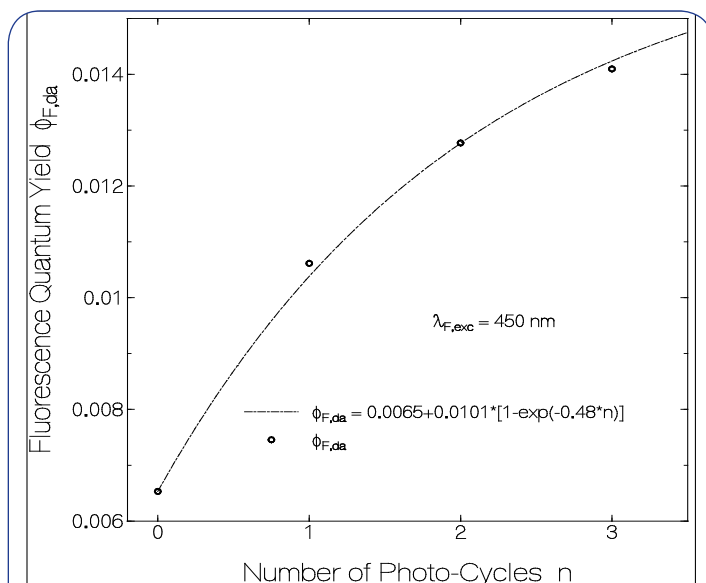 Fluorescence Quantum Yield ϕF,da
0.014
0.012
0.01
0.008
0.006
λF,exc = 450 nm
ϕF,da = 0.0065+0.0101*[1-exp(-0.48*n)]
ϕF,da
0 1 2 3
Number of Photo-Cycles n